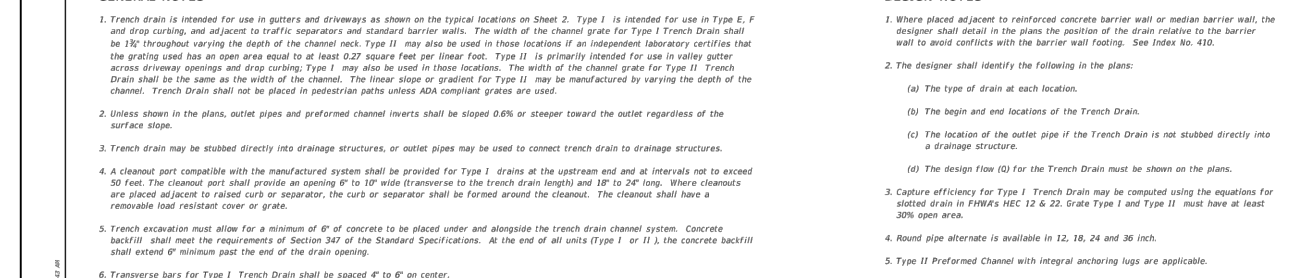 GENERAL NOTES
1. Trench drain is intended for use in gutters and driveways as shown on the typical locations on Sheet 2. Type I is intended for use in Type E, F
and drop curbing, and adjacent to traffic separators and standard barrier walls. The width of the channel grate for Type I Trench Drain shall
be 1¾" throughout varying the depth of the channel neck. Type II may also be used in those locations if an independent laboratory certifies that
the grating used has an open area equal to at least 0.27 square feet per linear foot. Type II is primarily intended for use in valley gutter
across driveway openings and drop curbing; Type I may also be used in those locations. The width of the channel grate for Type II Trench
Drain shall be the same as the width of the channel. The linear slope or gradient for Type II may be manufactured by varying the depth of the
channel. Trench Drain shall not be placed in pedestrian paths unless ADA compliant grates are used.
2. Unless shown in the plans, outlet pipes and preformed channel inverts shall be sloped 0.6% or steeper toward the outlet regardless of the
surface slope.
3. Trench drain may be stubbed directly into drainage structures, or outlet pipes may be used to connect trench drain to drainage structures.
4. A cleanout port compatible with the manufactured system shall be provided for Type I drains at the upstream end and at intervals not to exceed
50 feet. The cleanout port shall provide an opening 6" to 10" wide (transverse to the trench drain length) and 18" to 24" long. Where cleanouts
are placed adjacent to raised curb or separator, the curb or separator shall be formed around the cleanout. The cleanout shall have a
removable load resistant cover or grate.
5. Trench excavation must allow for a minimum of 6" of concrete to be placed under and alongside the trench drain channel system. Concrete
backfill shall meet the requirements of Section 347 of the Standard Specifications. At the end of all units (Type I or II ), the concrete backfill
shall extend 6" minimum past the end of the drain opening.
6. Transverse bars for Type I Trench Drain shall be spaced 4" to 6" on center.
DESIGN NOTES
1. Where placed adjacent to reinforced concrete barrier wall or median barrier wall, the
designer shall detail in the plans the position of the drain relative to the barrier
wall to avoid conflicts with the barrier wall footing. See Index No. 410.
2. The designer shall identify the following in the plans:
(a) The type of drain at each location.
(b) The begin and end locations of the Trench Drain.
(c) The location of the outlet pipe if the Trench Drain is not stubbed directly into
a drainage structure.
(d) The design flow (Q) for the Trench Drain must be shown on the plans.
3. Capture efficiency for Type I Trench Drain may be computed using the equations for
slotted drain in FHWA's HEC 12 & 22. Grate Type I and Type II must have at least
30% open area.
4. Round pipe alternate is available in 12, 18, 24 and 36 inch.
5. Type II Preformed Channel with integral anchoring lugs are applicable.